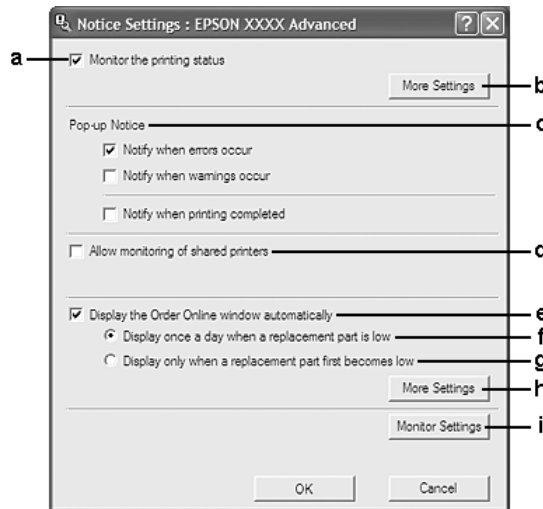 Notice Settings : EPSON XXXX Advanced
a Monitor the printing status
More Settings b
Pop-up Notice c
Notify when errors occur
Notify when warnings occur
Notify when printing completed
Allow monitoring of shared printers d
Display the Order Online window automatically e
Display once a day when a replacement part is low f
Display only when a replacement part first becomes low g
More Settings h
Monitor Settings i
OK Cancel